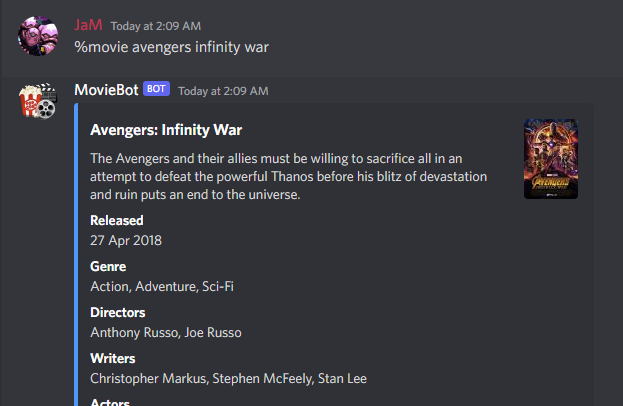 JaM Today at 2:09 AM
%movie avengers infinity war
MovieBot BOT Today at 2:09 AM
Avengers: Infinity War
The Avengers and their allies must be willing to sacrifice all in an
attempt to defeat the powerful Thanos before his blitz of devastation
and ruin puts an end to the universe.
AVENGERS
Released
27 Apr 2018
Genre
Action, Adventure, Sci-Fi
Directors
Anthony Russo, Joe Russo
Writers
Christopher Markus, Stephen McFeely, Stan Lee
Actors